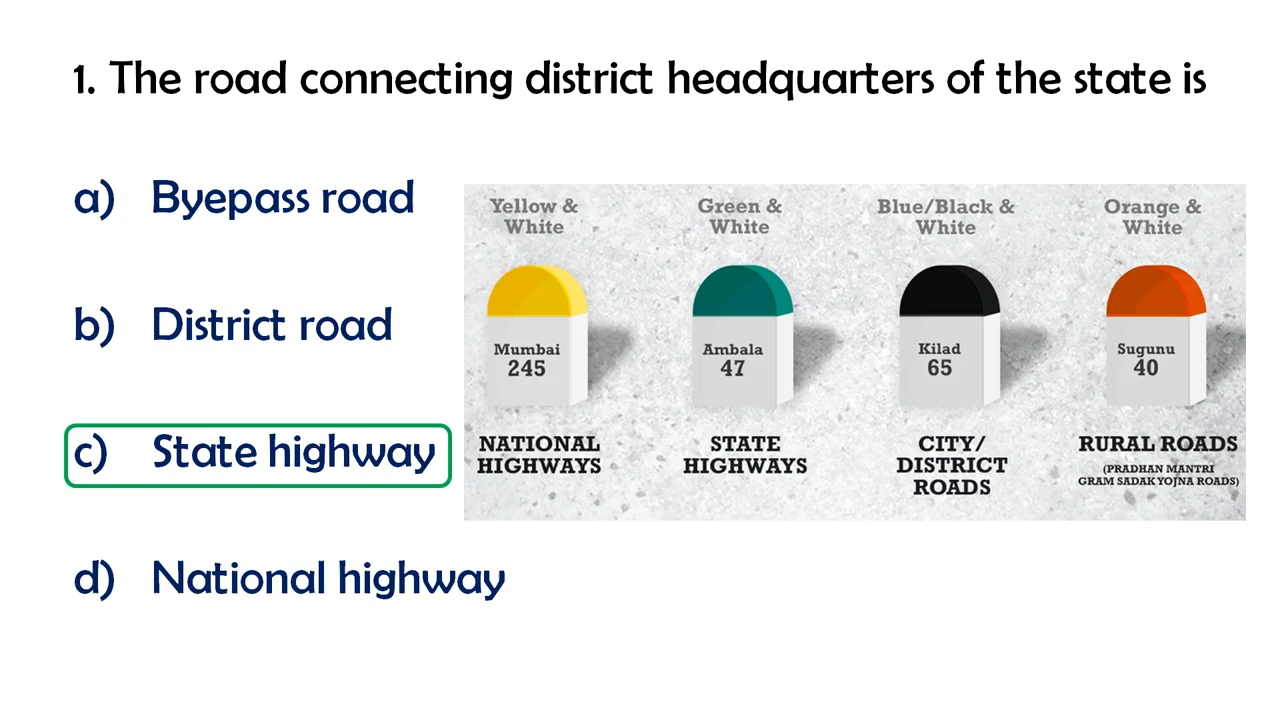 1. The road connecting district headquarters of the state is
a) Byepass road
b) District road
c) State highway
d) National highway
Yellow &
White
Green &
White
Blue/Black &
White
Orange &
White
Mumbai
245
Ambala
47
Kilad
65
Sugunu
40
NATIONAL
HIGHWAYS
STATE
HIGHWAYS
CITY/
DISTRICT
ROADS
RURAL ROADS
(PRADHAN MANTRI
GRAM SADAK YOJNA ROADS)